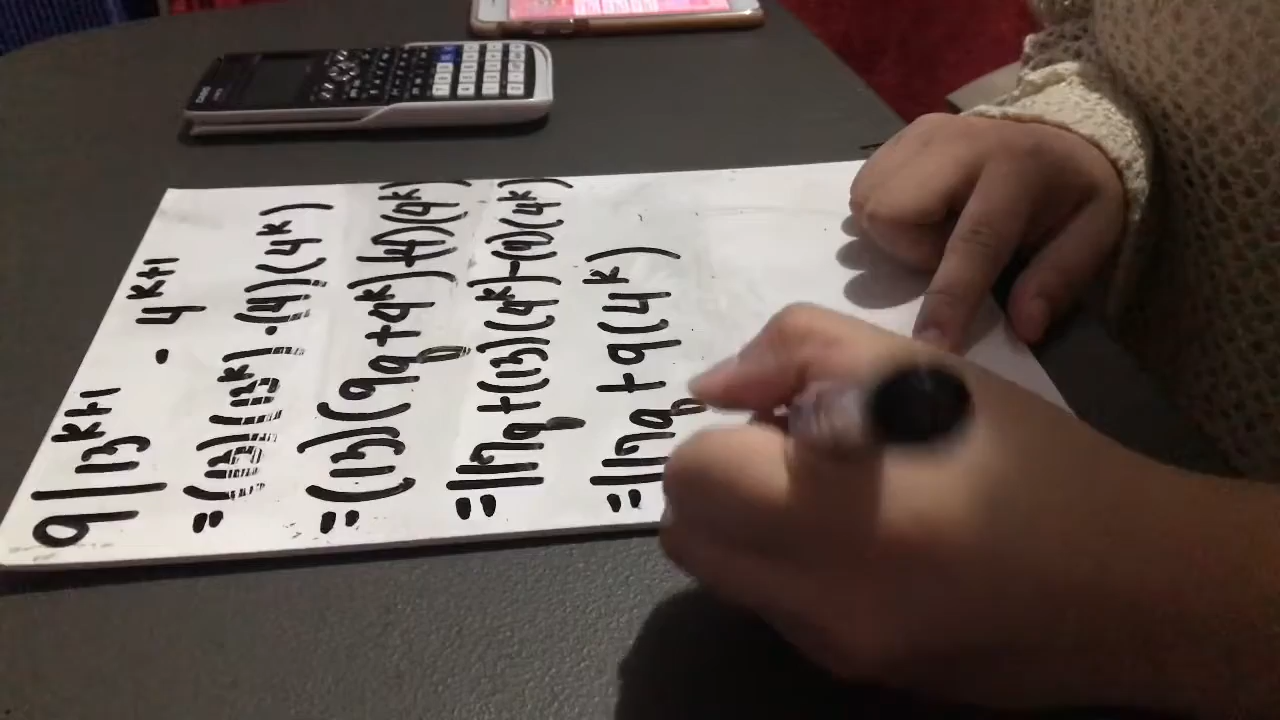 9 | 13^{k+1} - 4^{k+1}
= (13)(13^k) - (4)(4^k)
= (13)(9q + 4^k) - (4)(4^k)
= 117q + (13)(4^k) - (4)(4^k)
= 117q + 9(4^k)
CASIO